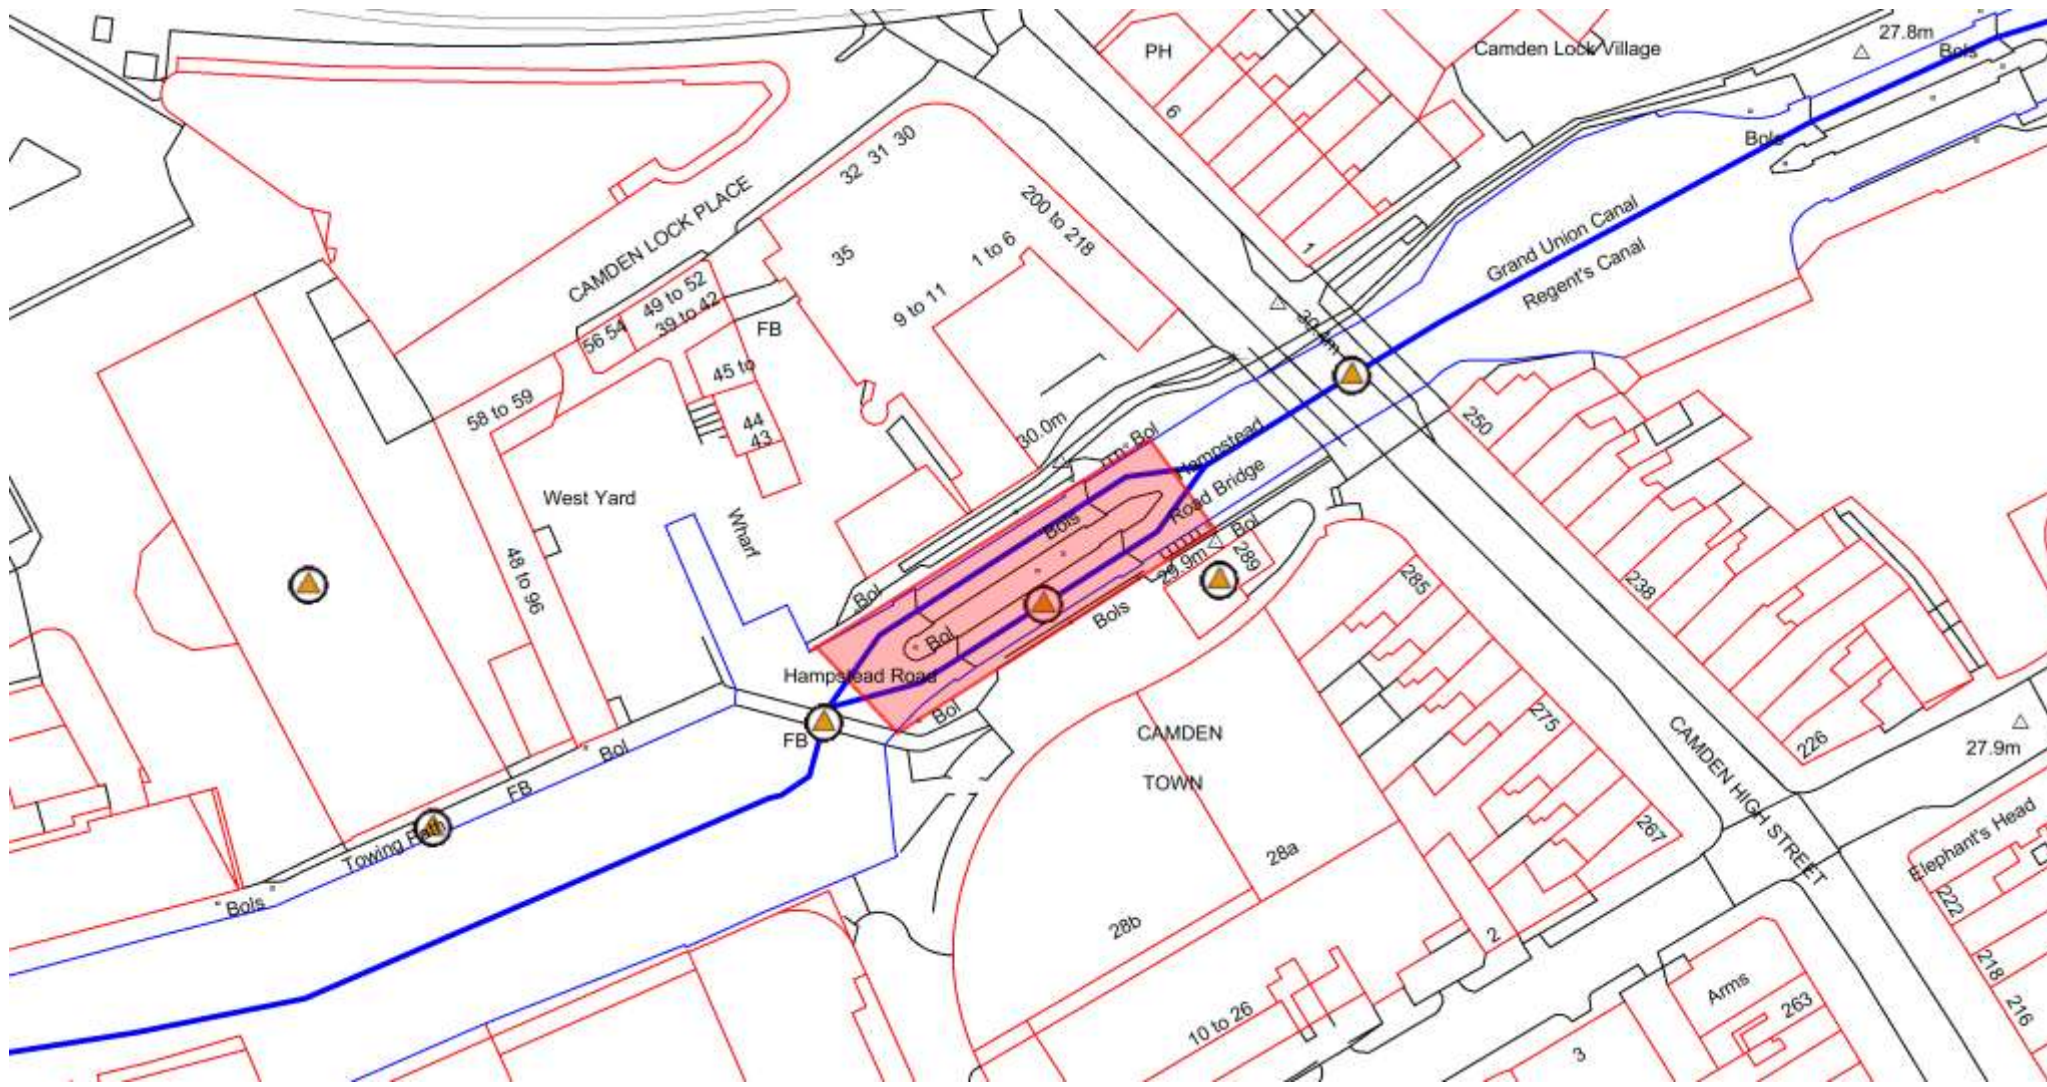 27.8m
Bols
PH
Camden Lock Village
6
Bols
32 31 30
CAMDEN LOCK PLACE
200 to 218
35
1 to 6
1
Grand Union Canal
Regent's Canal
49 to 52
39 to 42
56 54
9 to 11
FB
30.4m
45 to
58 to 59
44
43
30.0m
Bol
Hampstead
Road Bridge
250
West Yard
Wharf
Bols
Bol
29.9m
289
48 to 96
Bol
285
238
Bols
Bol
Hampstead Road
Bol
FB
CAMDEN
TOWN
275
CAMDEN HIGH STREET
226
27.9m
Bol
FB
Towing Path
267
28a
Elephant's Head
Bols
28b
222
2
218
Arms
263
216
10 to 26
3